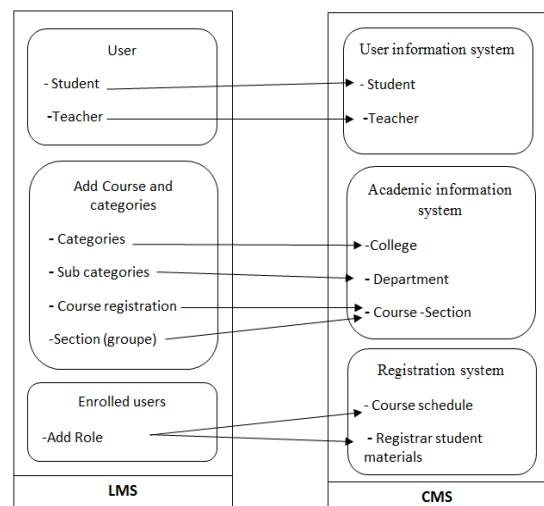 User
- Student
-Teacher
Add Course and
categories
- Categories
- Sub categories
- Course registration
-Section (groupe)
Enrolled users
-Add Role
LMS
User information system
- Student
-Teacher
Academic information
system
-College
- Department
- Course -Section
Registration system
- Course schedule
- Registrar student
materials
CMS